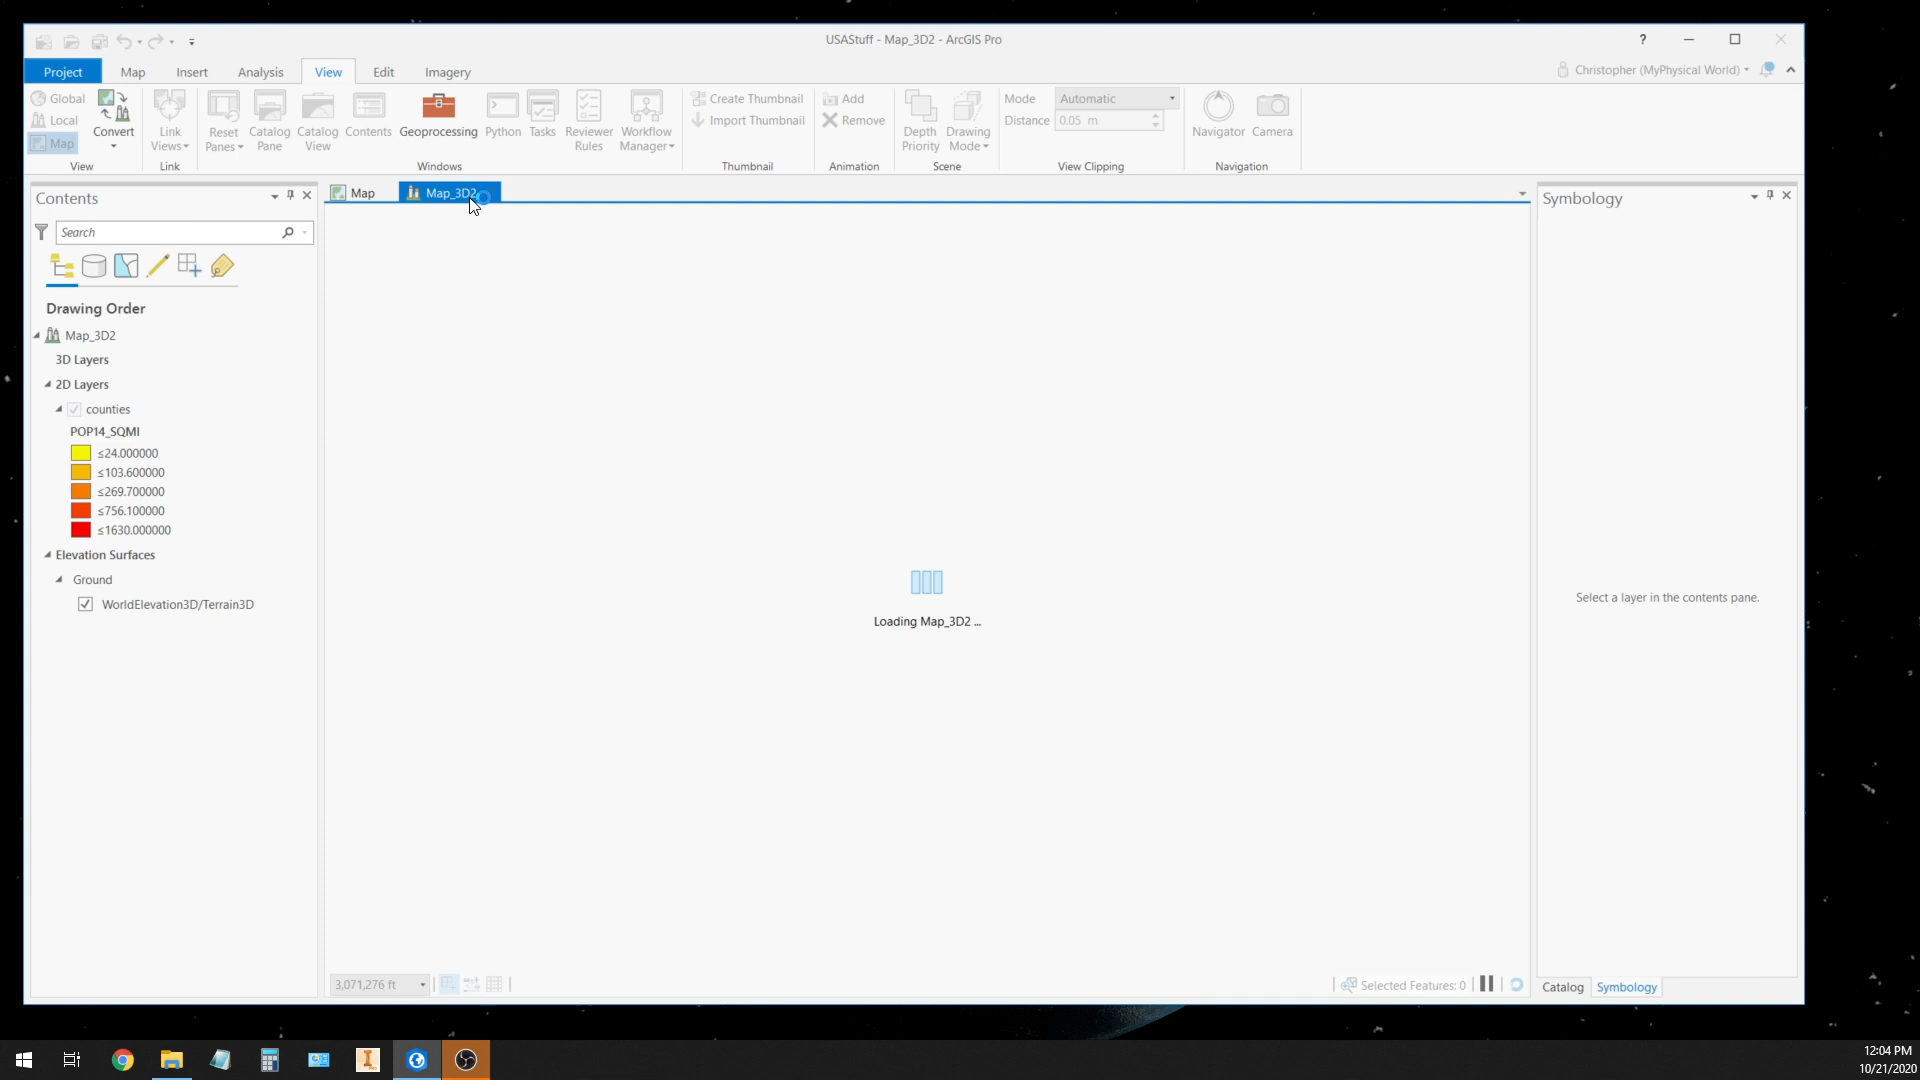 USAStuff - Map_3D2 - ArcGIS Pro
?
Project Map Insert Analysis View Edit Imagery
Christopher (MyPhysical World)
Global
Local
Map
Convert
View
Link Views
Link
Reset Panes
Catalog Pane
Catalog View
Contents
Geoprocessing
Python
Tasks
Reviewer Rules
Workflow Manager
Windows
Create Thumbnail
Import Thumbnail
Thumbnail
Add
Remove
Animation
Depth Priority
Drawing Mode
Scene
Mode Automatic
Distance 0.05 m
View Clipping
Navigator
Camera
Navigation
Contents
Search
Drawing Order
Map_3D2
3D Layers
2D Layers
counties
POP14_SQMI
≤24.000000
≤103.600000
≤269.700000
≤756.100000
≤1630.000000
Elevation Surfaces
Ground
WorldElevation3D/Terrain3D
Map Map_3D2
Loading Map_3D2 ...
3,071,276 ft
Selected Features: 0
Symbology
Select a layer in the contents pane.
Catalog Symbology
12:04 PM
10/21/2020